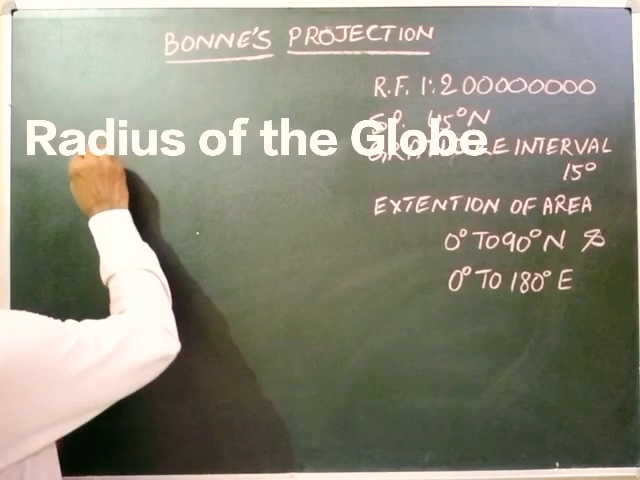 BONNE'S PROJECTION
R.F. 1:200000000
S.P. 45°N
Radius of the Globe
INTERVAL
15°
EXTENTION OF AREA
0° TO 90° N &
0° TO 180° E